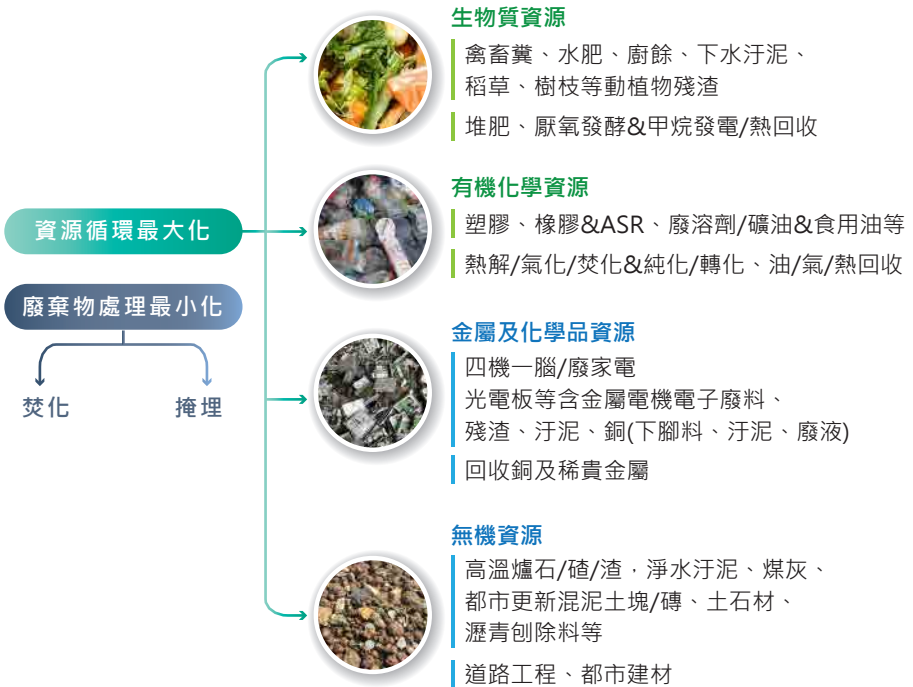 生物質資源
禽畜糞、水肥、廚餘、下水汙泥、
稻草、樹枝等動植物殘渣
堆肥、厭氧發酵&甲烷發電/熱回收
有機化學資源
塑膠、橡膠&ASR、廢溶劑/礦油&食用油等
熱解/氣化/焚化&純化/轉化、油/氣/熱回收
資源循環最大化
廢棄物處理最小化
焚化
掩埋
金屬及化學品資源
四機一腦/廢家電
光電板等含金屬電機電子廢料、
殘渣、汙泥、銅(下腳料、汙泥、廢液)
回收銅及稀貴金屬
無機資源
高溫爐石/碴/渣，淨水汙泥、煤灰、
都市更新混泥土塊/磚、土石材、
瀝青刨除料等
道路工程、都市建材